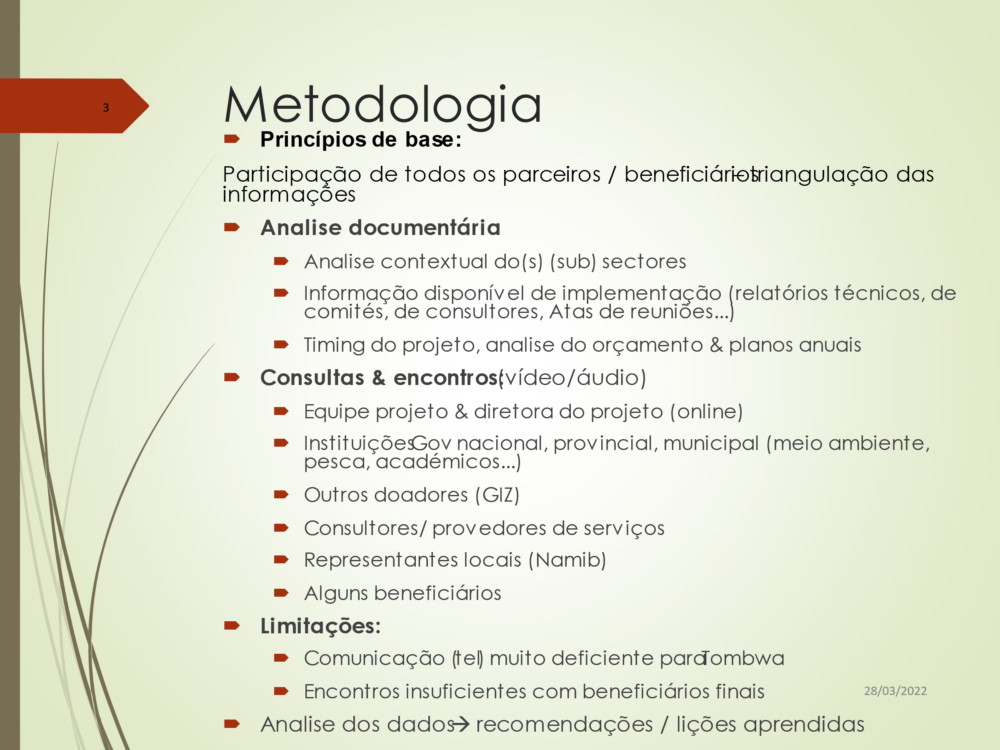 3
Metodologia
Princípios de base:
Participação de todos os parceiros / beneficiários – triangulação das
informações
Analise documentária
Analise contextual do(s) (sub) sectores
Informação disponível de implementação (relatórios técnicos, de
comités, de consultores, Atas de reuniões...)
Timing do projeto, analise do orçamento & planos anuais
Consultas & encontros: (vídeo/áudio)
Equipe projeto & diretora do projeto (online)
Instituições Gov nacional, provincial, municipal (meio ambiente,
pesca, académicos...)
Outros doadores (GIZ)
Consultores/ provedores de serviços
Representantes locais (Namib)
Alguns beneficiários
Limitações:
Comunicação (tel) muito deficiente para Tombwa
Encontros insuficientes com beneficiários finais
28/03/2022
Analise dos dados → recomendações / lições aprendidas